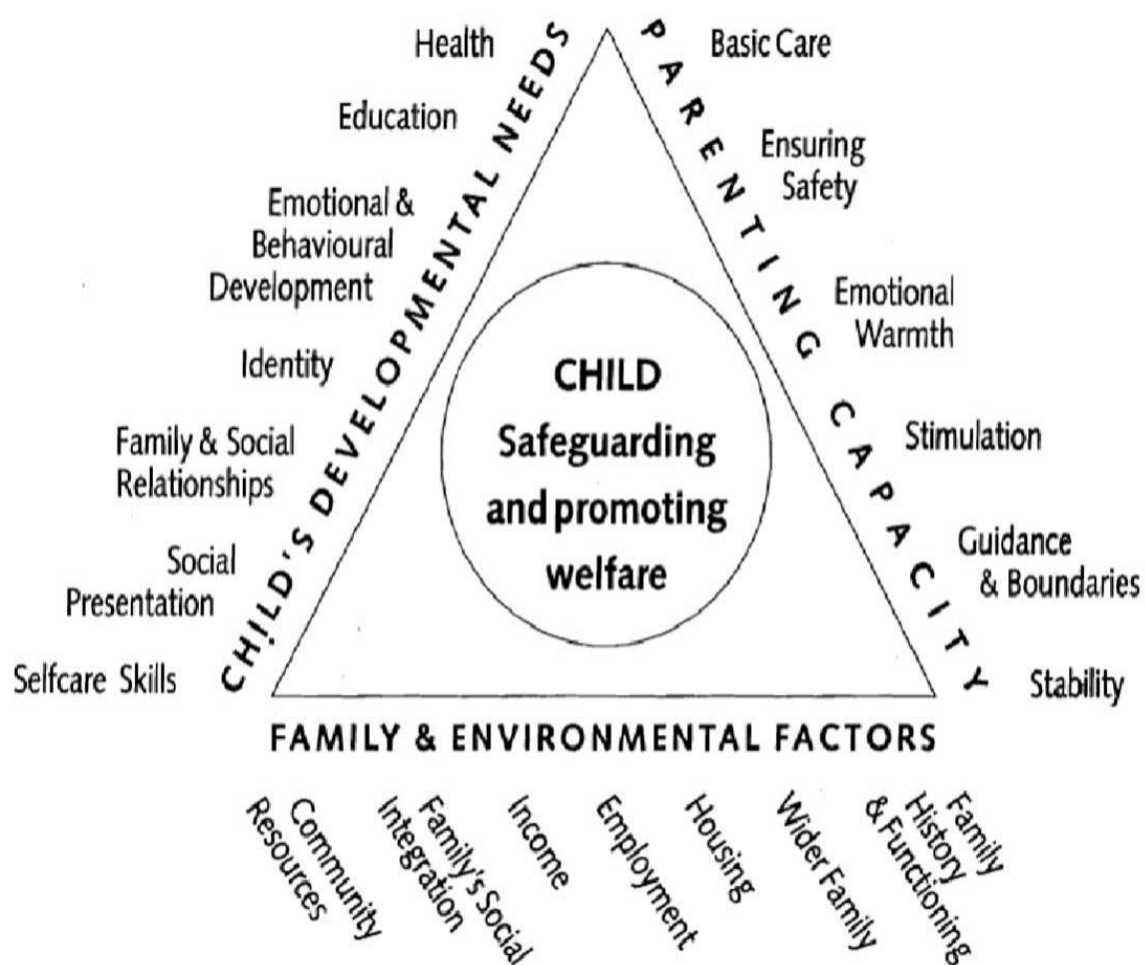 Health
Education
Emotional &
Behavioural
Development
Identity
Family & Social
Relationships
Social
Presentation
Selfcare Skills
CHILD'S DEVELOPMENTAL NEEDS
PARENTING CAPACITY
Basic Care
Ensuring
Safety
Emotional
Warmth
Stimulation
Guidance
& Boundaries
Stability
CHILD
Safeguarding
and promoting
welfare
FAMILY & ENVIRONMENTAL FACTORS
Community
Resources
Family's Social
Integration
Income
Employment
Housing
Wider Family
Family
History
& Functioning